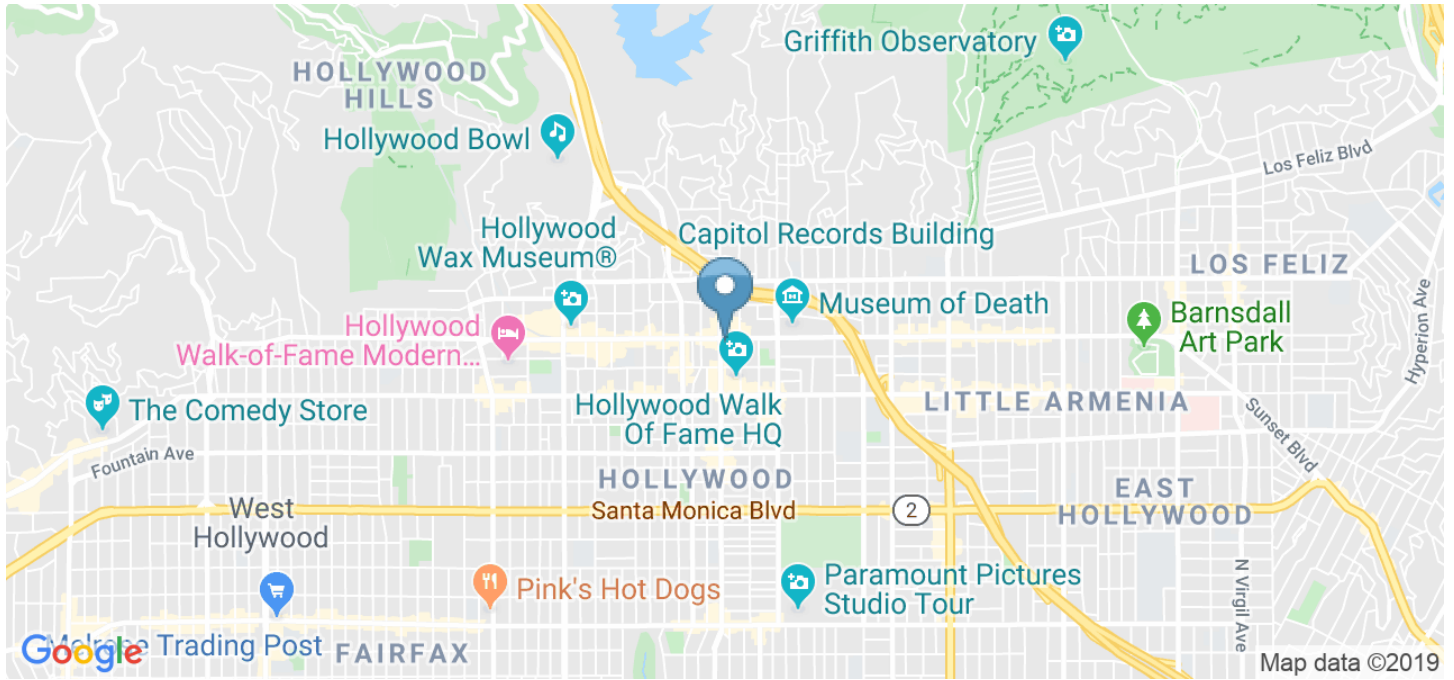 Griffith Observatory
HOLLYWOOD
HILLS
Hollywood Bowl
Los Feliz Blvd
Hollywood
Wax Museum®
Capitol Records Building
LOS FELIZ
Museum of Death
Barnsdall
Art Park
Hyperion Ave
Hollywood
Walk-of-Fame Modern...
The Comedy Store
Hollywood Walk
Of Fame HQ
LITTLE ARMENIA
Sunset Blvd
Fountain Ave
HOLLYWOOD
Santa Monica Blvd
2
EAST
HOLLYWOOD
West
Hollywood
Pink's Hot Dogs
Paramount Pictures
Studio Tour
N Virgil Ave
Melrose Trading Post
Google
FAIRFAX
Map data ©2019